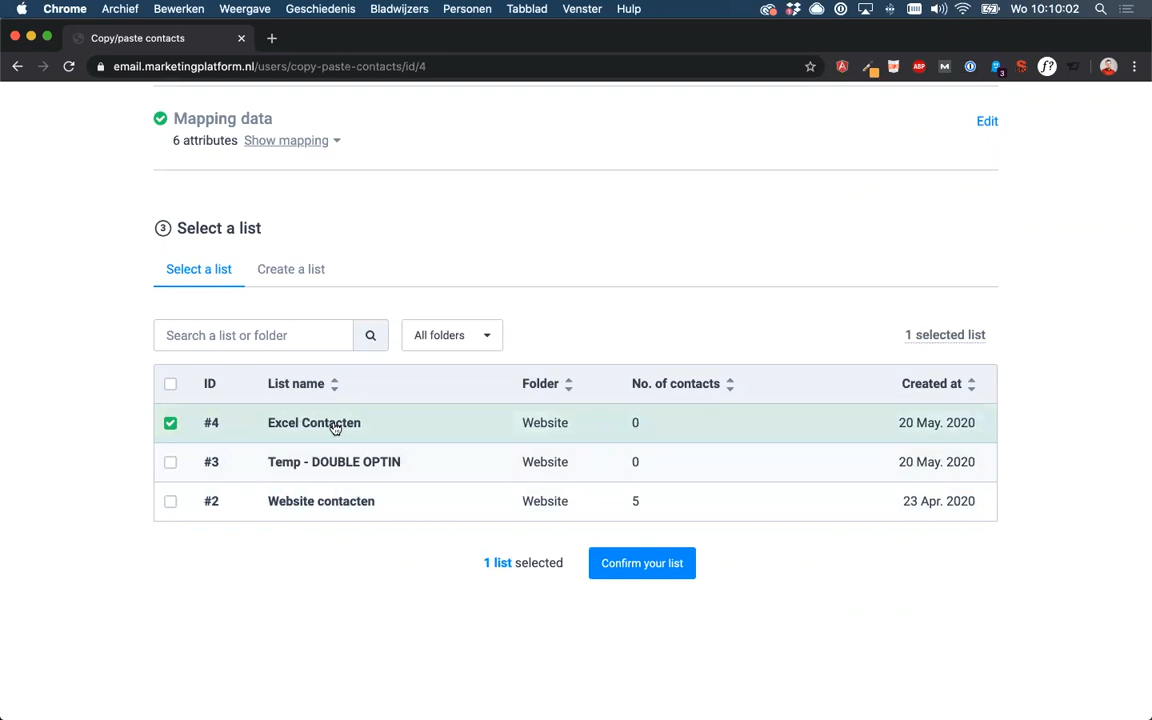 Chrome Archief Bewerken Weergave Geschiedenis Bladwijzers Personen Tabblad Venster Hulp Wo 10:10:02
Copy/paste contacts
email.marketingplatform.nl/users/copy-paste-contacts/id/4
ABP
3
f?
Mapping data
Edit
6 attributes Show mapping
3 Select a list
Select a list Create a list
Search a list or folder All folders 1 selected list
ID List name Folder No. of contacts Created at
#4 Excel Contacten Website 0 20 May. 2020
#3 Temp - DOUBLE OPTIN Website 0 20 May. 2020
#2 Website contacten Website 5 23 Apr. 2020
1 list selected Confirm your list